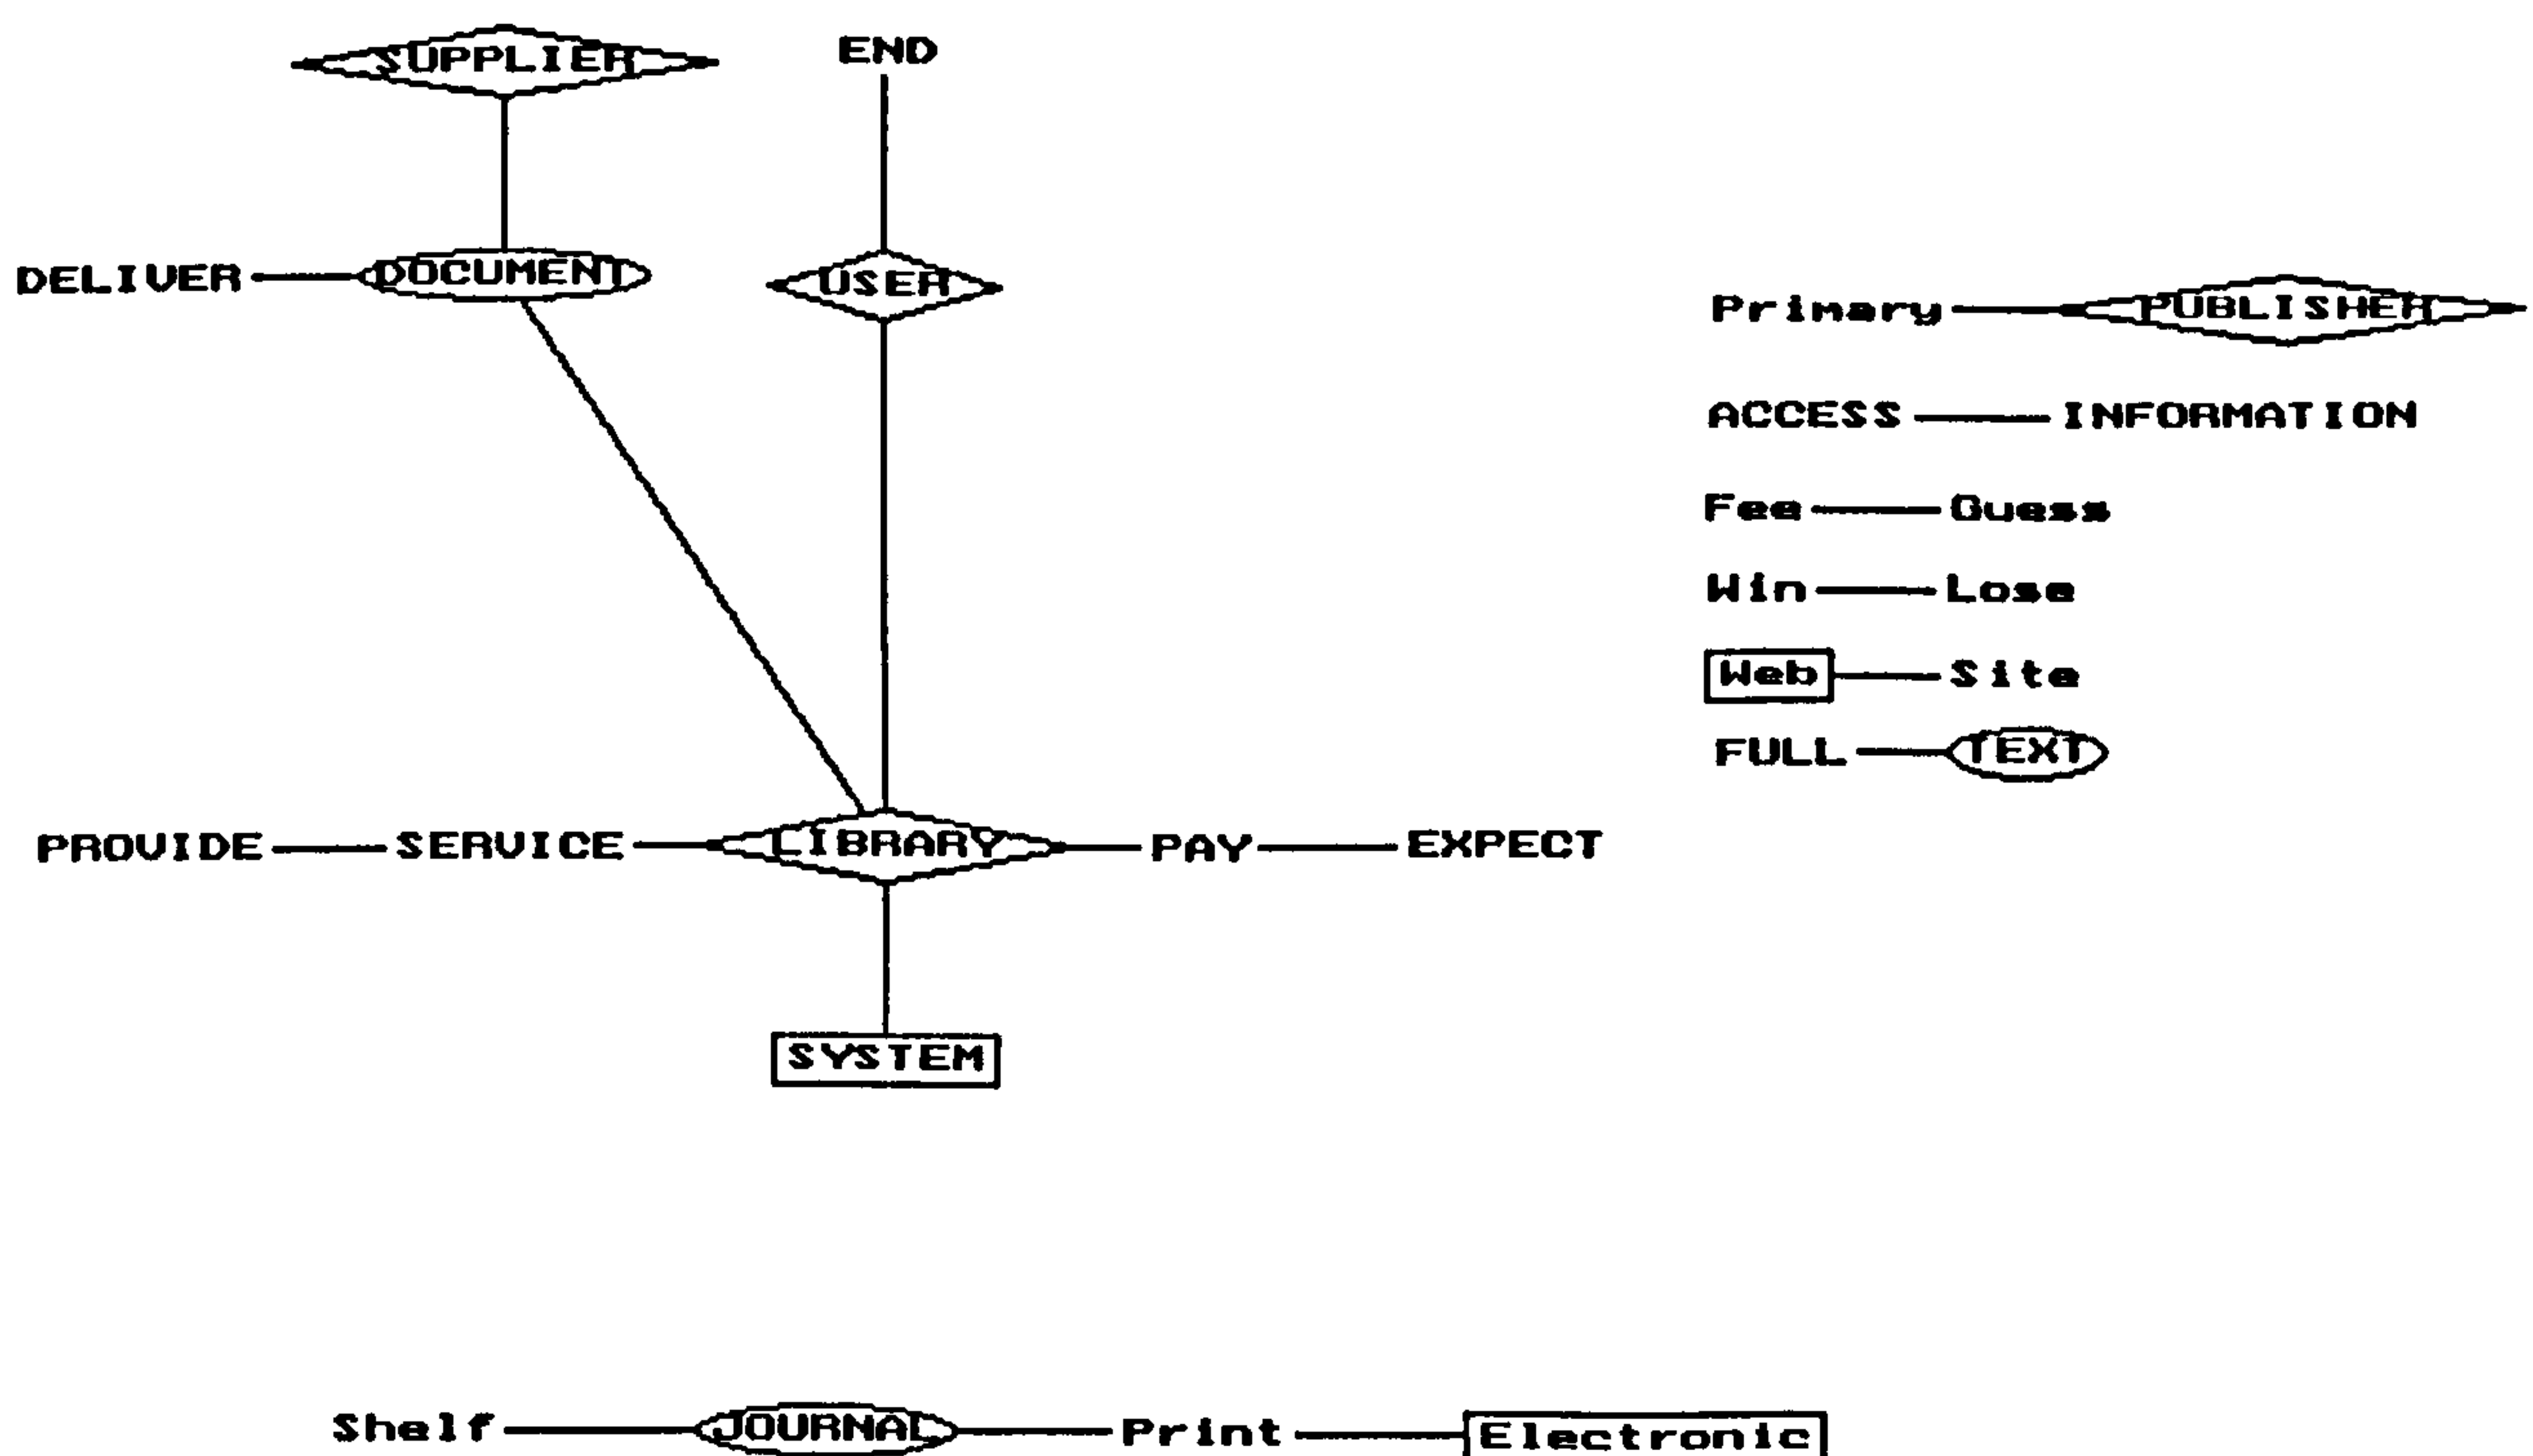 SUPPLIER
END
DELIVER DOCUMENT USER
Primary PUBLISHER
ACCESS INFORMATION
Fee Guess
Win Lose
Web Site
FULL TEXT
PROVIDE SERVICE LIBRARY PAY EXPECT
SYSTEM
Shelf JOURNAL Print Electronic